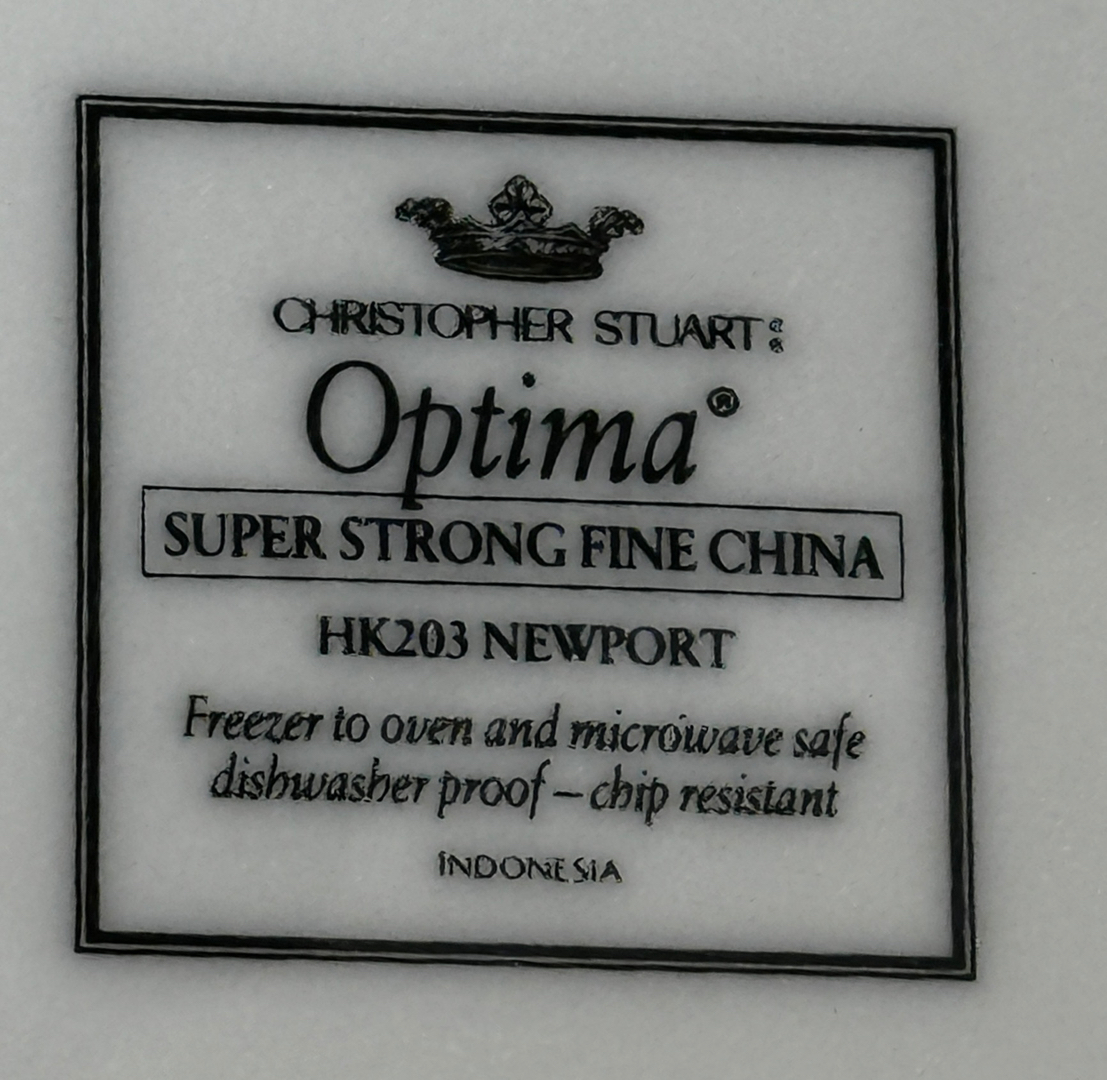 CHRISTOPHER STUART
Optima®
SUPER STRONG FINE CHINA
HK203 NEWPORT
Freezer to oven and microwave safe
dishwasher proof – chip resistant
INDONESIA